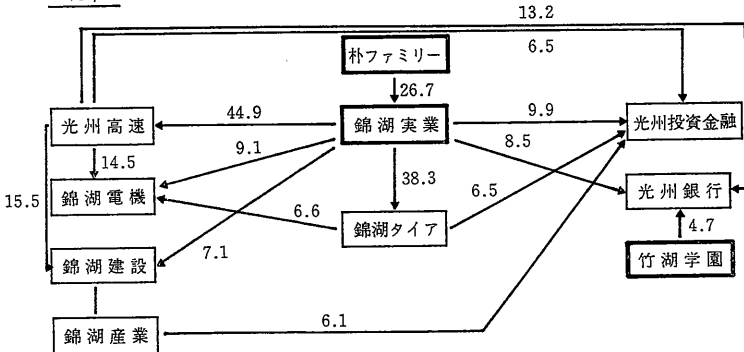 13.2
6.5
朴ファミリー
26.7
光州高速
44.9
錦湖実業
9.9
光州投資金融
14.5
9.1
8.5
38.3
6.5
15.5
錦湖電機
6.6
錦湖タイア
光州銀行
7.1
4.7
錦湖建設
竹湖学園
錦湖産業
6.1